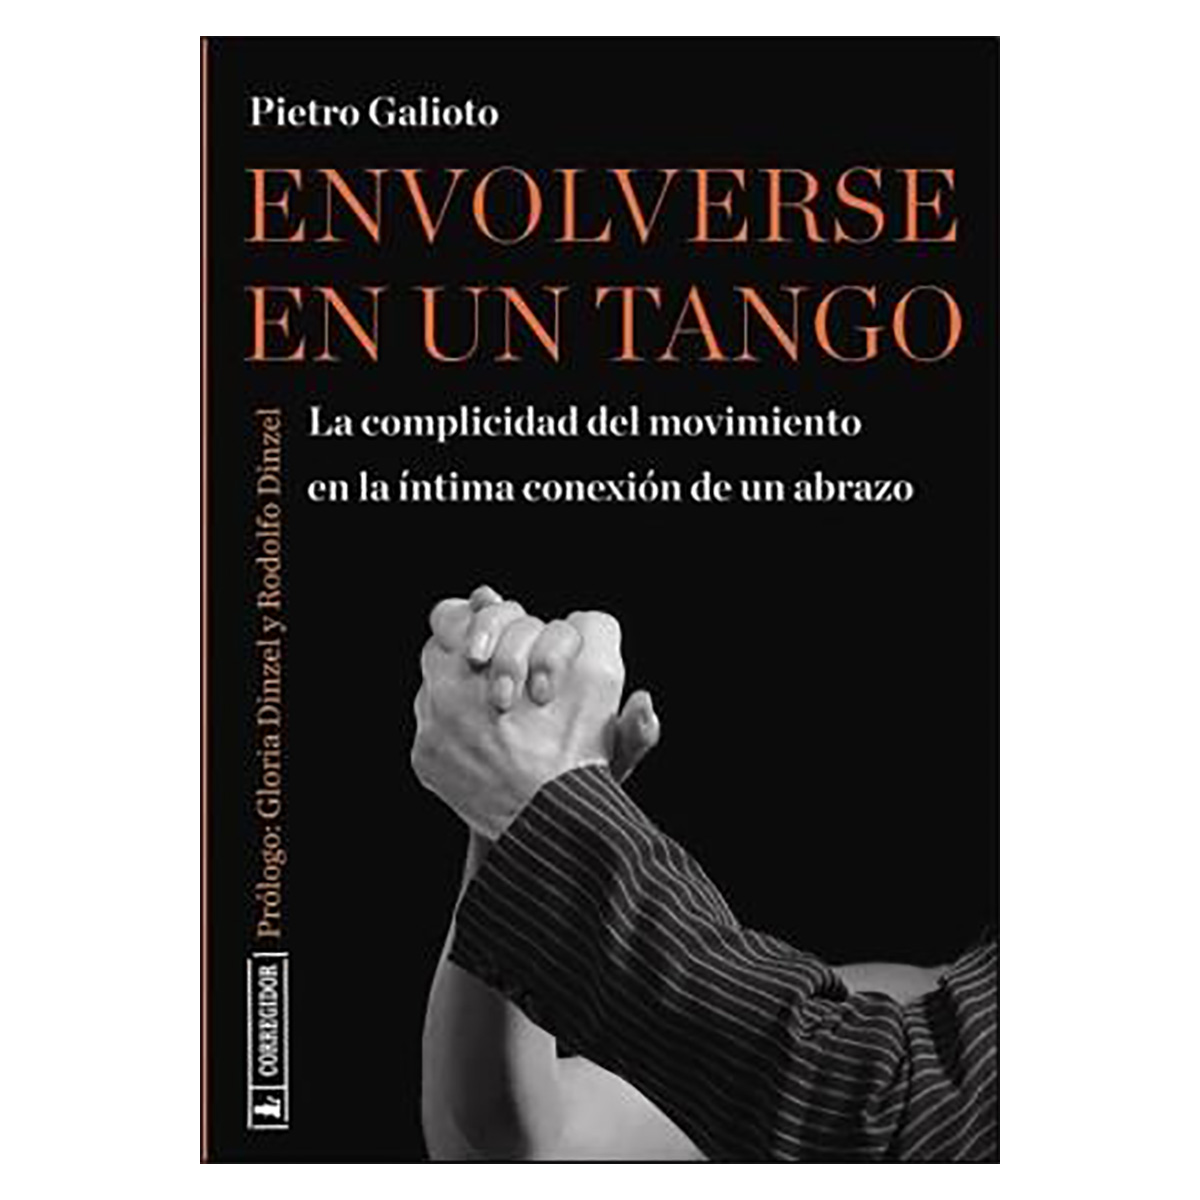 Pietro Galioto
ENVOLVERSE
EN UN TANGO
La complicidad del movimiento
en la íntima conexión de un abrazo
Prólogo: Gloria Dinzel y Rodolfo Dinzel
CORREGIDOR